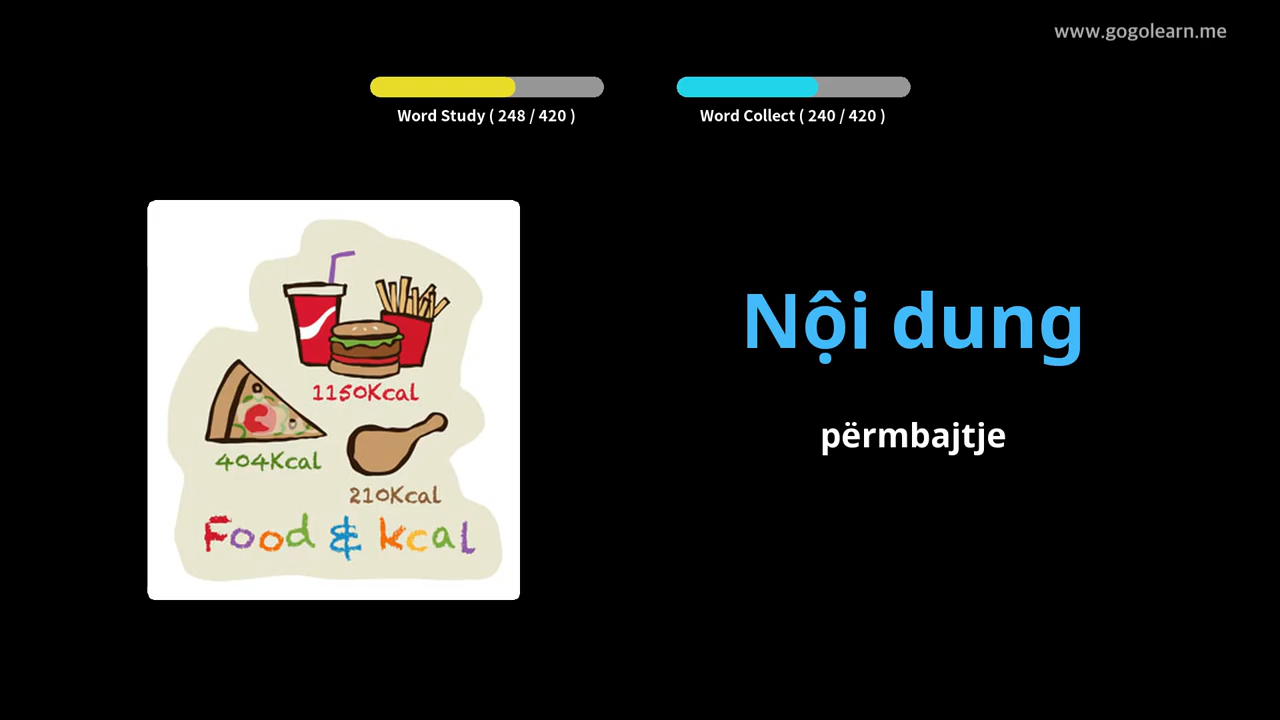 www.gogolearn.me
Word Study ( 248 / 420 )
Word Collect ( 240 / 420 )
1150Kcal
404Kcal
210Kcal
Food & kcal
Nội dung
përmbajtje